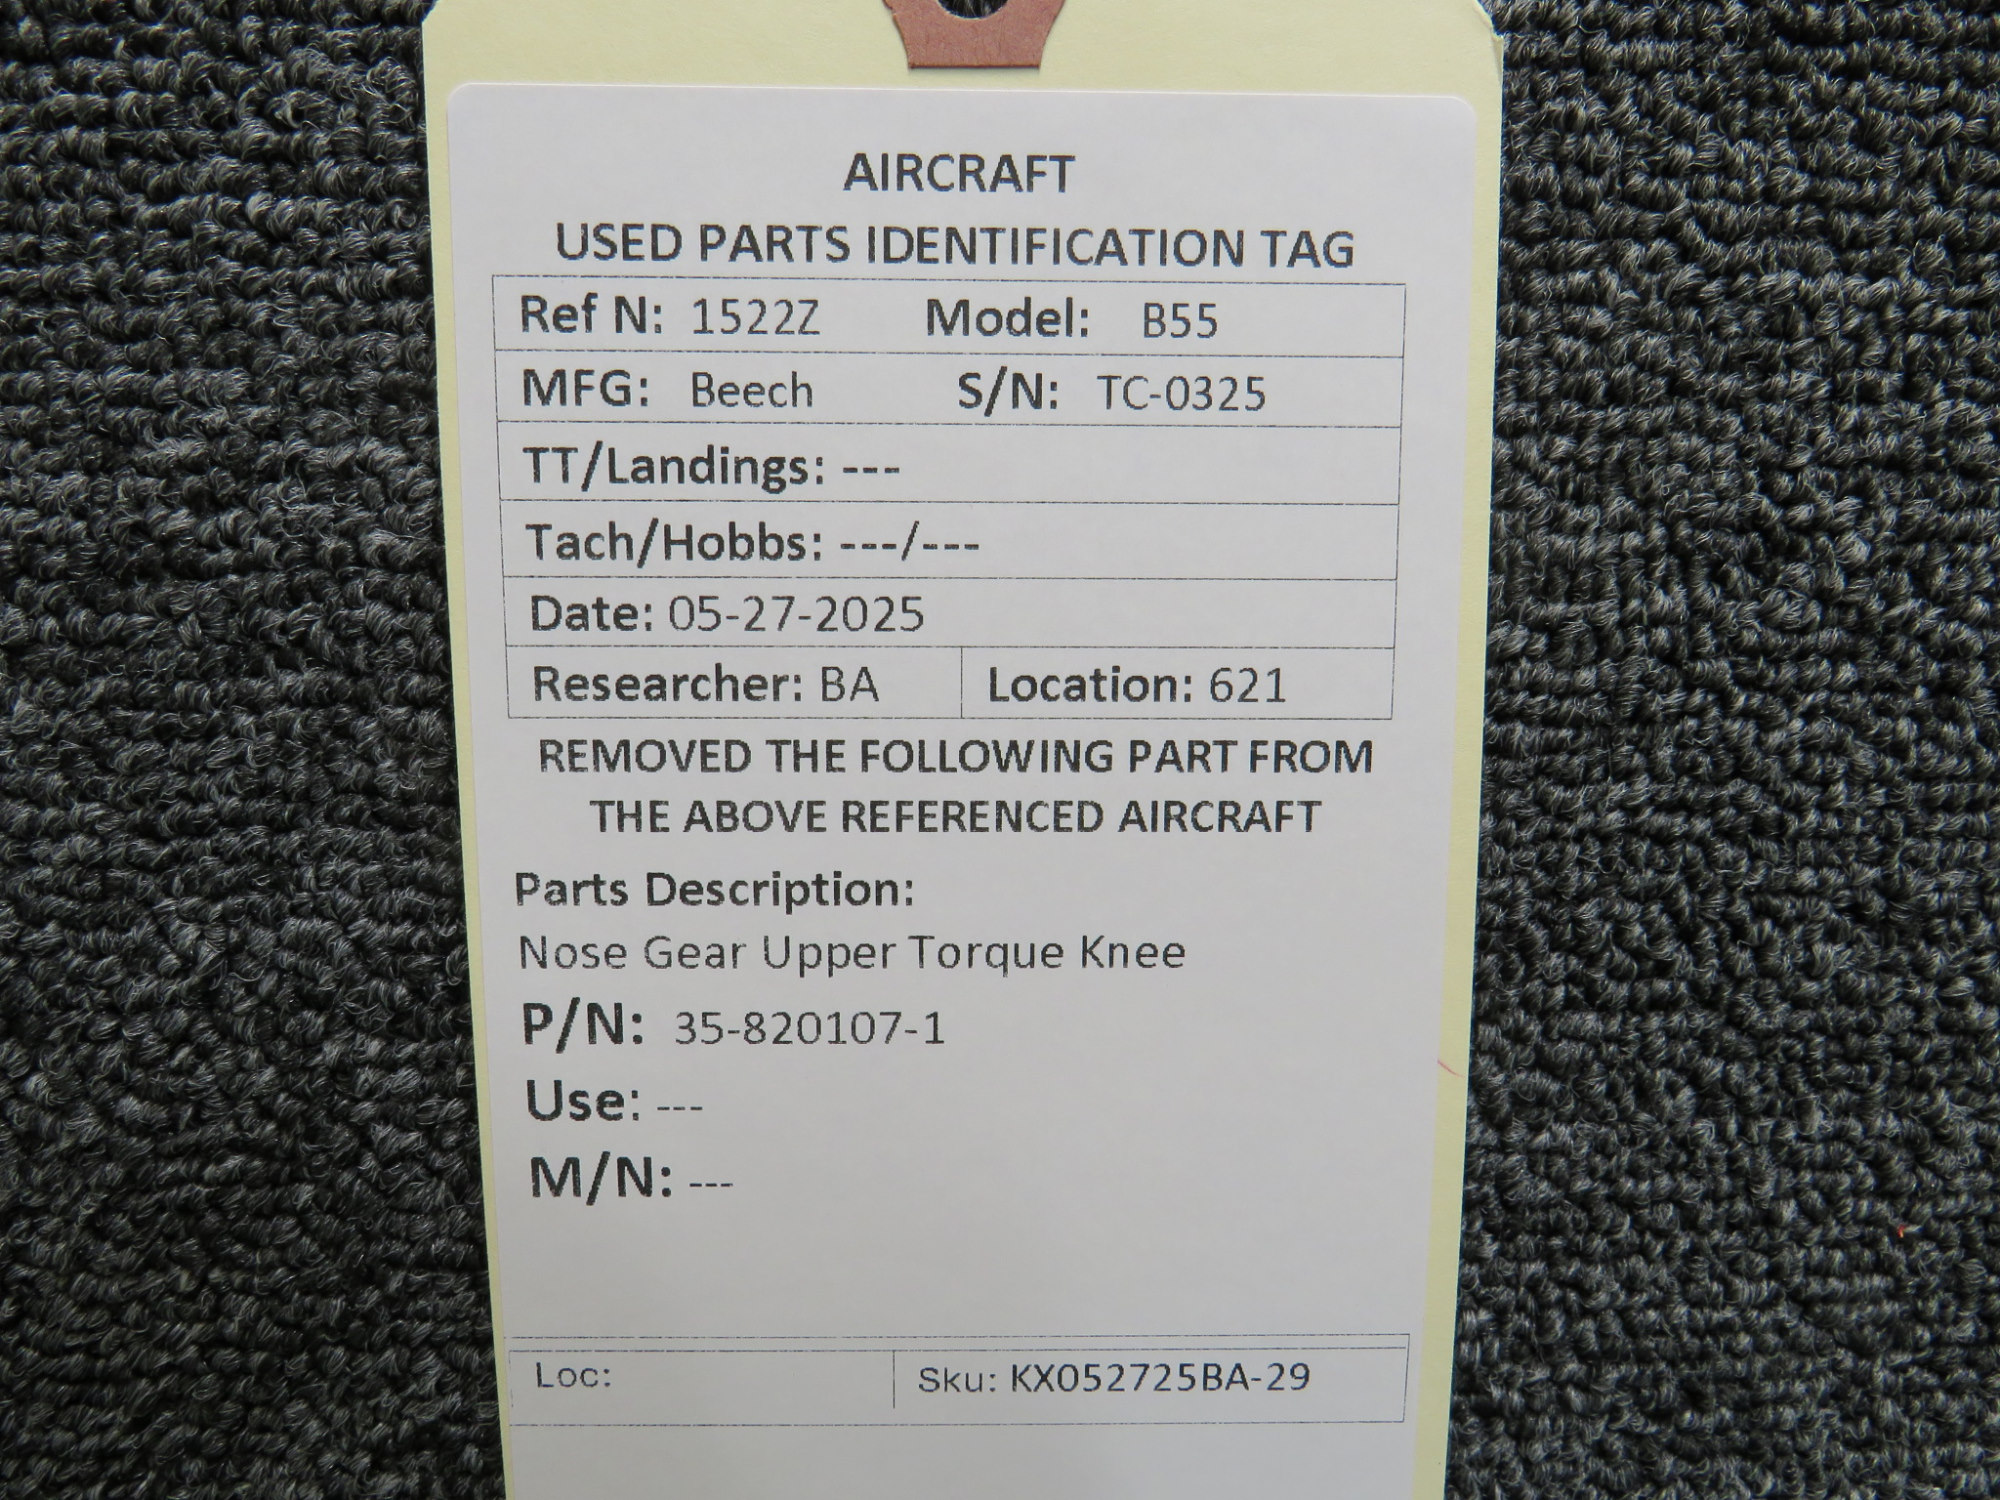 AIRCRAFT
USED PARTS IDENTIFICATION TAG
Ref N: 1522Z Model: B55
MFG: Beech S/N: TC-0325
TT/Landings: ---
Tach/Hobbs: ---/---
Date: 05-27-2025
Researcher: BA Location: 621
REMOVED THE FOLLOWING PART FROM
THE ABOVE REFERENCED AIRCRAFT
Parts Description:
Nose Gear Upper Torque Knee
P/N: 35-820107-1
Use: ---
M/N: ---
Loc: Sku: KX052725BA-29